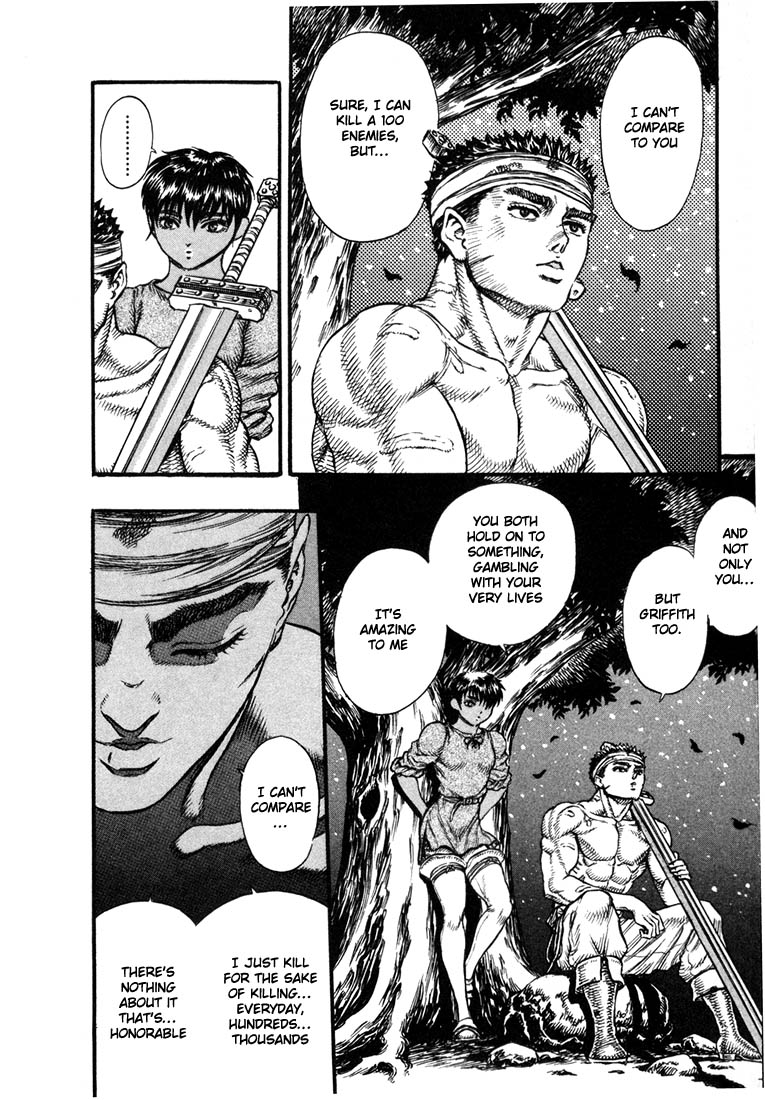 I CAN'T
COMPARE
TO YOU
SURE, I CAN
KILL A 100
ENEMIES,
BUT...
.........
AND
NOT
ONLY
YOU...
BUT
GRIFFITH
TOO.
YOU BOTH
HOLD ON TO
SOMETHING,
GAMBLING
WITH YOUR
VERY LIVES
IT'S
AMAZING
TO ME
I CAN'T
COMPARE
...
I JUST KILL
FOR THE SAKE
OF KILLING...
EVERYDAY,
HUNDREDS...
THOUSANDS
THERE'S
NOTHING
ABOUT IT
THAT'S...
HONORABLE